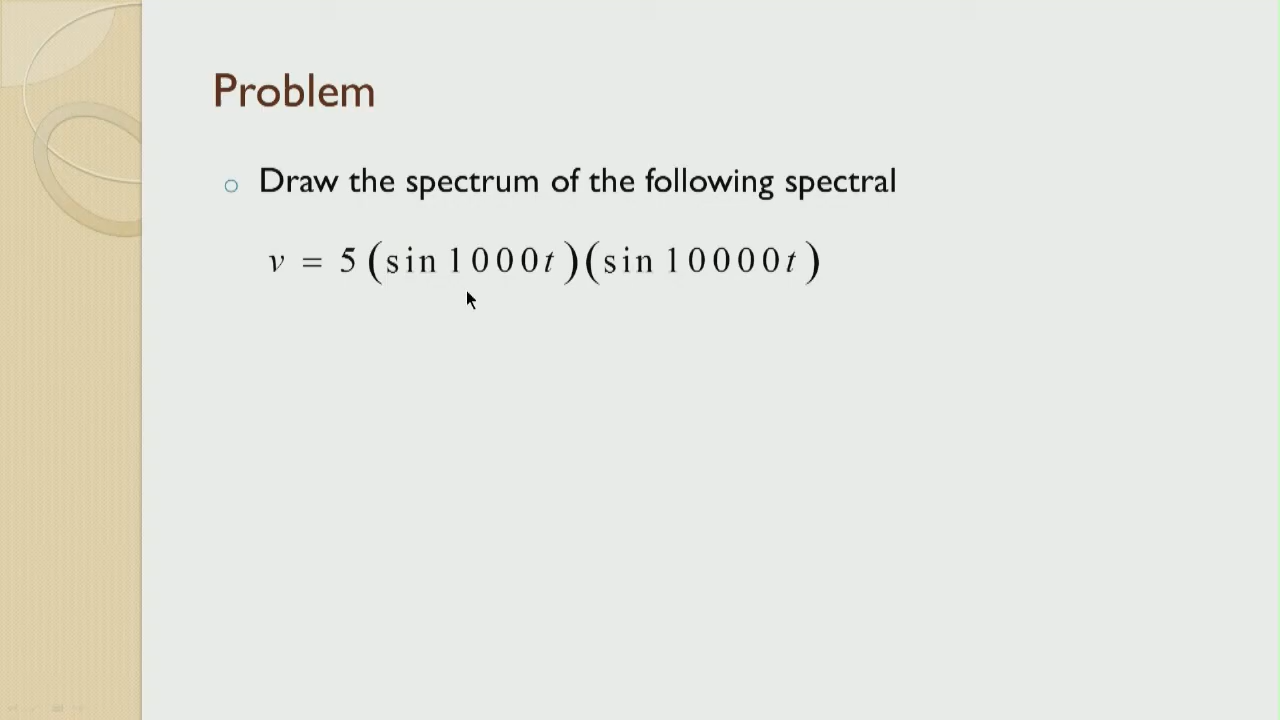 Problem
Draw the spectrum of the following spectral
v = 5 (sin 1000t)(sin 10000t)